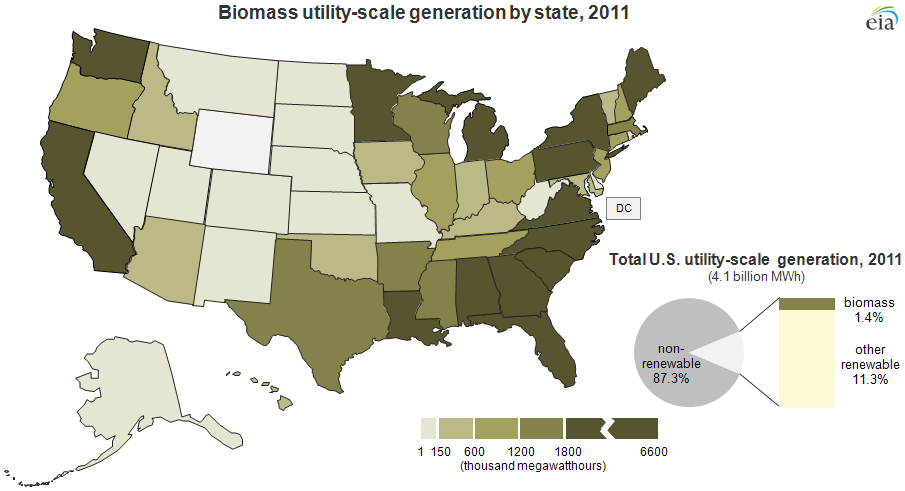 Biomass utility-scale generation by state, 2011
eia
DC
Total U.S. utility-scale generation, 2011
(4.1 billion MWh)
non-
renewable
87.3%
biomass
1.4%
other
renewable
11.3%
1 150 600 1200 1800 6600
(thousand megawatthours)